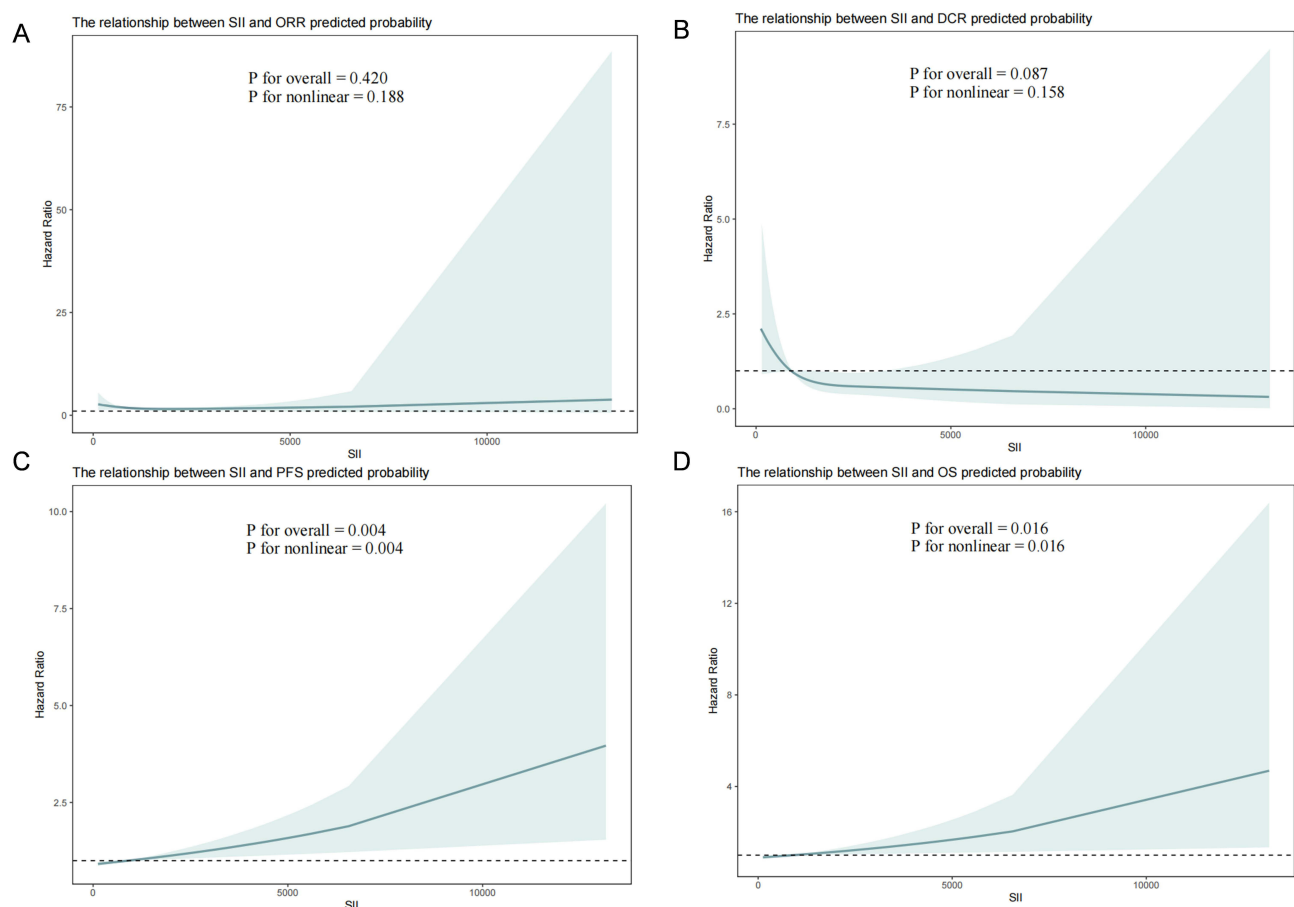 A
The relationship between SII and ORR predicted probability
P for overall = 0.420
P for nonlinear = 0.188
75
50
25
0
Hazard Ratio
0
5000
10000
SII
B
The relationship between SII and DCR predicted probability
P for overall = 0.087
P for nonlinear = 0.158
7.5
5.0
2.5
0.0
Hazard Ratio
0
5000
10000
SII
C
The relationship between SII and PFS predicted probability
P for overall = 0.004
P for nonlinear = 0.004
10.0
7.5
5.0
2.5
Hazard Ratio
0
5000
10000
SII
D
The relationship between SII and OS predicted probability
P for overall = 0.016
P for nonlinear = 0.016
16
12
8
4
Hazard Ratio
0
5000
10000
SII